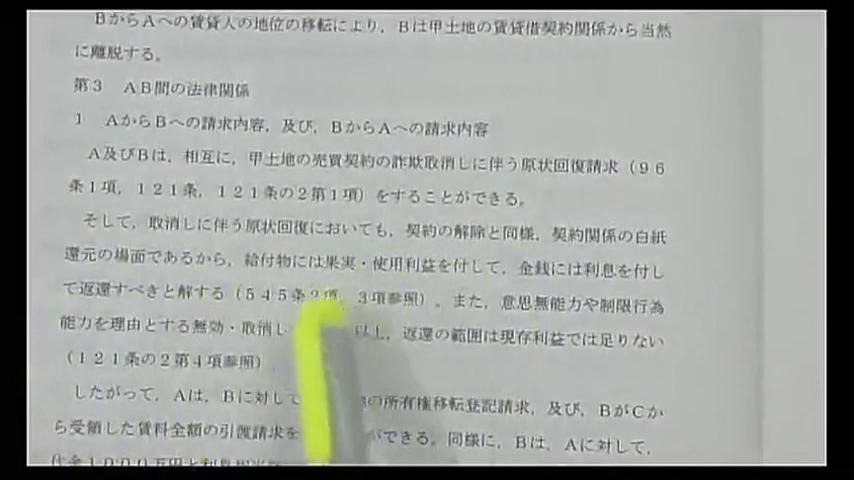 ＢからＡへの賃貸人の地位の移転により，Ｂは甲土地の賃貸借契約関係から当然
に離脱する。
第３　ＡＢ間の法律関係
１　ＡからＢへの請求内容，及び，ＢからＡへの請求内容
Ａ及びＢは，相互に，甲土地の売買契約の詐欺取消しに伴う原状回復請求（９６
条１項，１２１条，１２１条の２第１項）をすることができる。
そして，取消しに伴う原状回復においても，契約の解除と同様，契約関係の白紙
還元の場面であるから，給付物には果実・使用利益を付して，金銭には利息を付し
て返還すべきと解する（５４５条２項，３項参照）。また，意思無能力や制限行為
能力を理由とする無効・取消し 以上，返還の範囲は現存利益では足りない
（１２１条の２第４項参照）
したがって，Ａは，Ｂに対して の所有権移転登記請求，及び，ＢがＣか
ら受領した賃料全額の引渡請求を ができる。同様に，Ｂは，Ａに対して，
代金１０００万円と利息